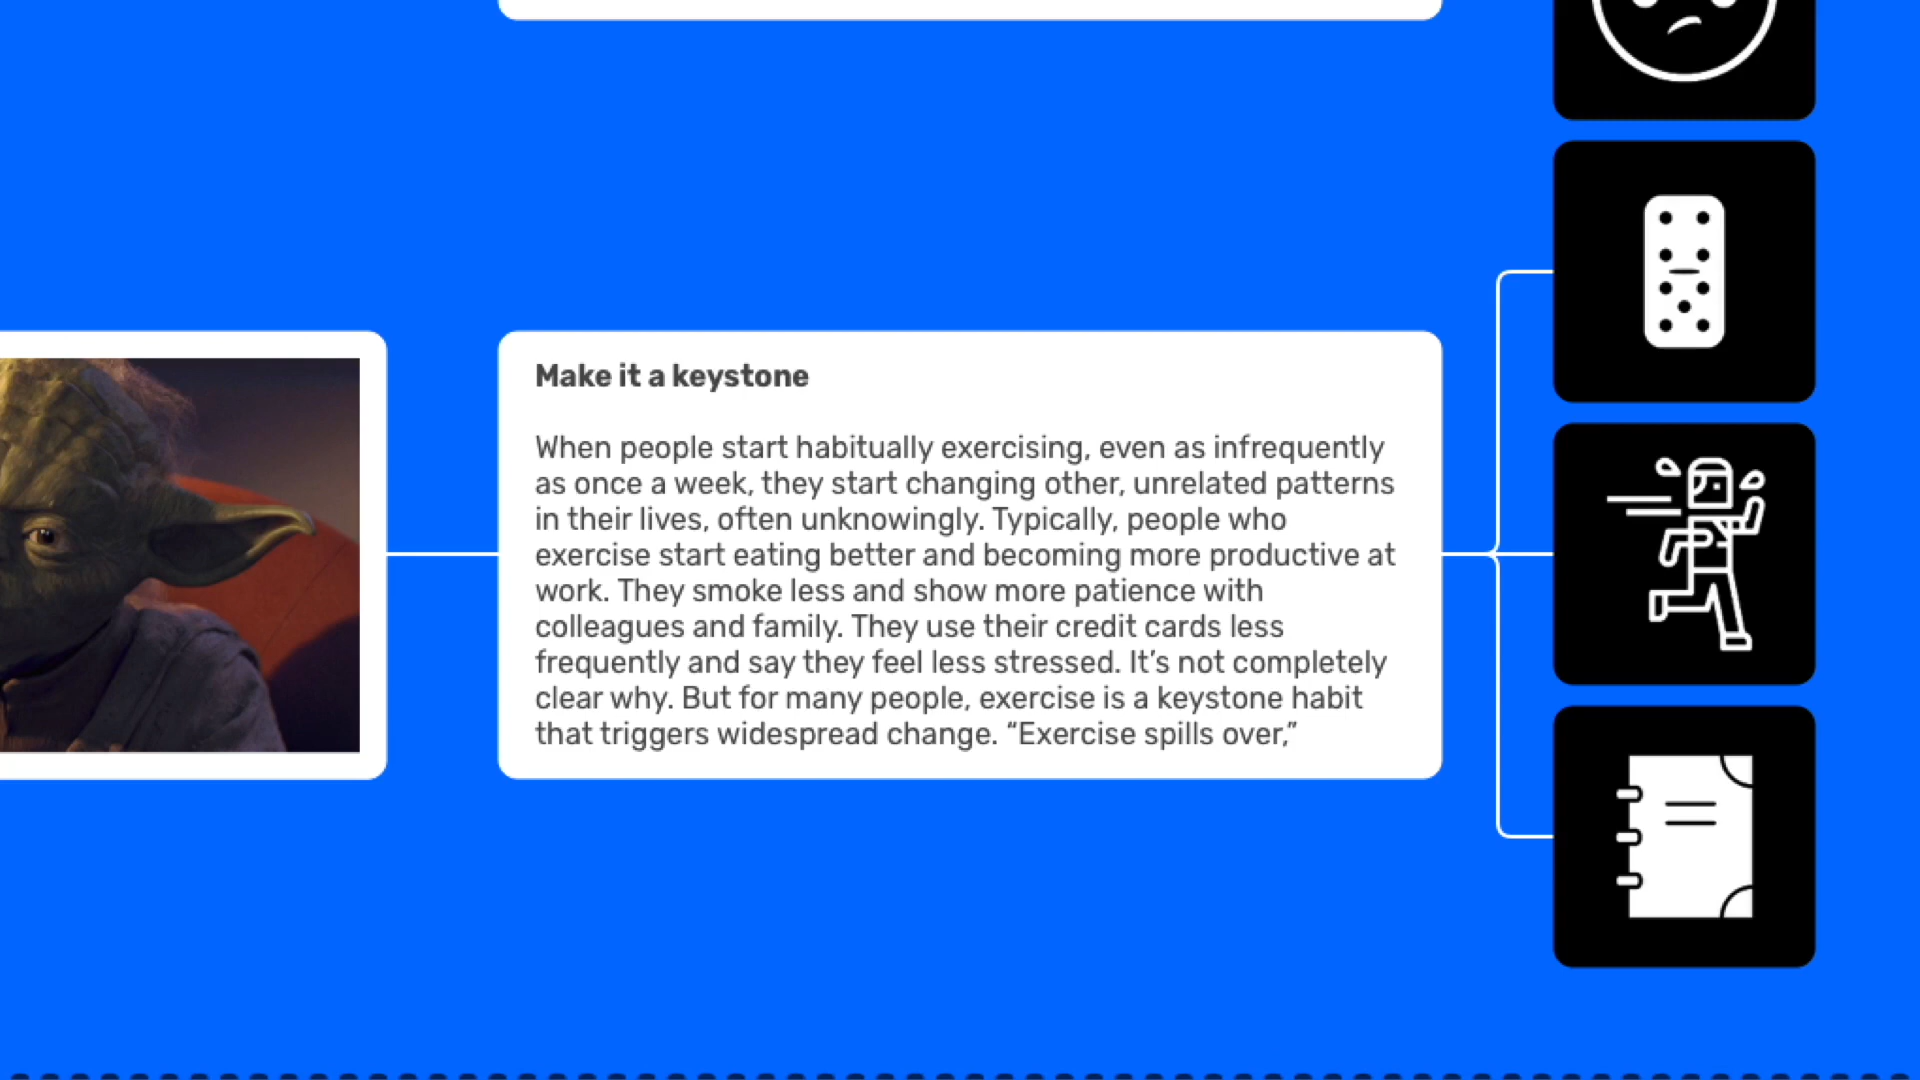 Make it a keystone
When people start habitually exercising, even as infrequently
as once a week, they start changing other, unrelated patterns
in their lives, often unknowingly. Typically, people who
exercise start eating better and becoming more productive at
work. They smoke less and show more patience with
colleagues and family. They use their credit cards less
frequently and say they feel less stressed. It’s not completely
clear why. But for many people, exercise is a keystone habit
that triggers widespread change. “Exercise spills over,”